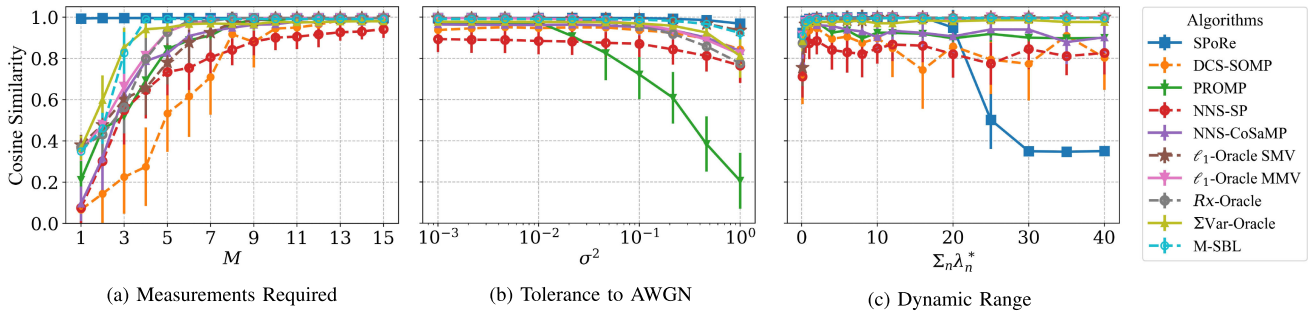 Cosine Similarity
1.0
0.8
0.6
0.4
0.2
0.0
1 3 5 7 9 11 13 15
M
(a) Measurements Required
10⁻³ 10⁻² 10⁻¹ 10⁰
σ²
(b) Tolerance to AWGN
0 10 20 30 40
Σₙλₙ*
(c) Dynamic Range
Algorithms
SPoRe
DCS-SOMP
PROMP
NNS-SP
NNS-CoSaMP
ℓ₁-Oracle SMV
ℓ₁-Oracle MMV
Rx-Oracle
ΣVar-Oracle
M-SBL